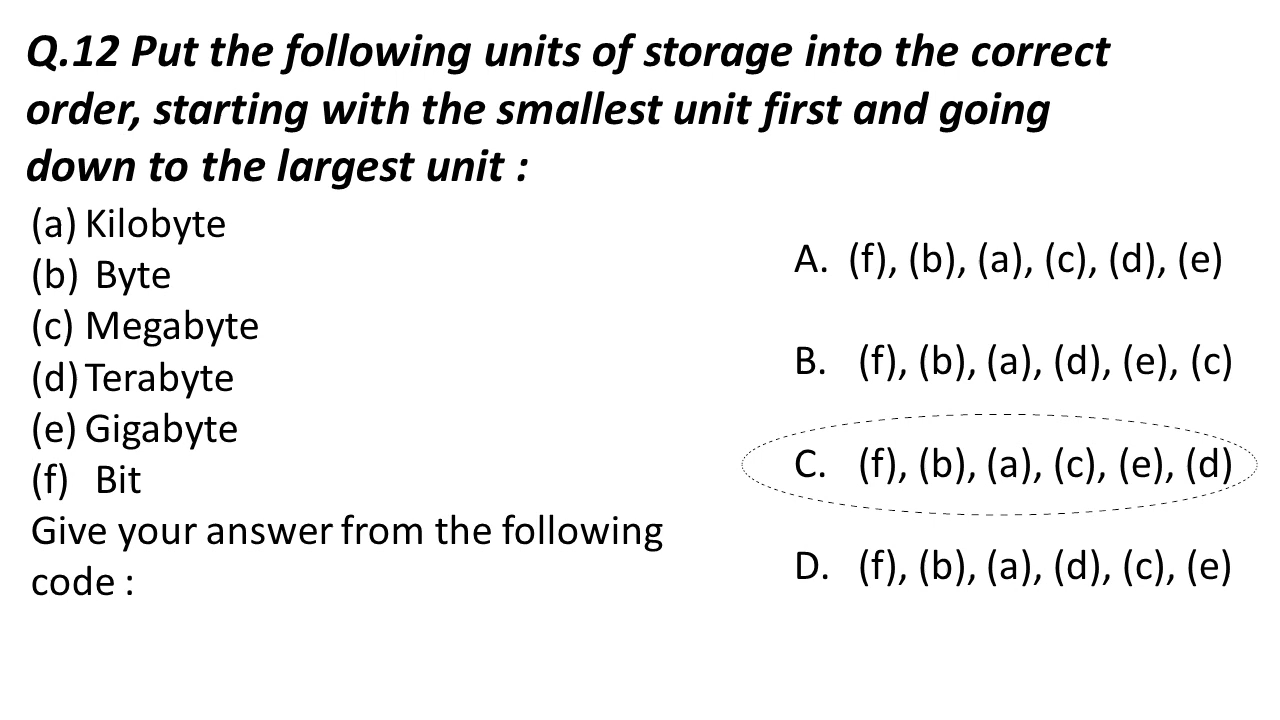 Q.12 Put the following units of storage into the correct
order, starting with the smallest unit first and going
down to the largest unit :
(a) Kilobyte
(b) Byte
(c) Megabyte
(d) Terabyte
(e) Gigabyte
(f) Bit
Give your answer from the following
code :
A. (f), (b), (a), (c), (d), (e)
B. (f), (b), (a), (d), (e), (c)
C. (f), (b), (a), (c), (e), (d)
D. (f), (b), (a), (d), (c), (e)